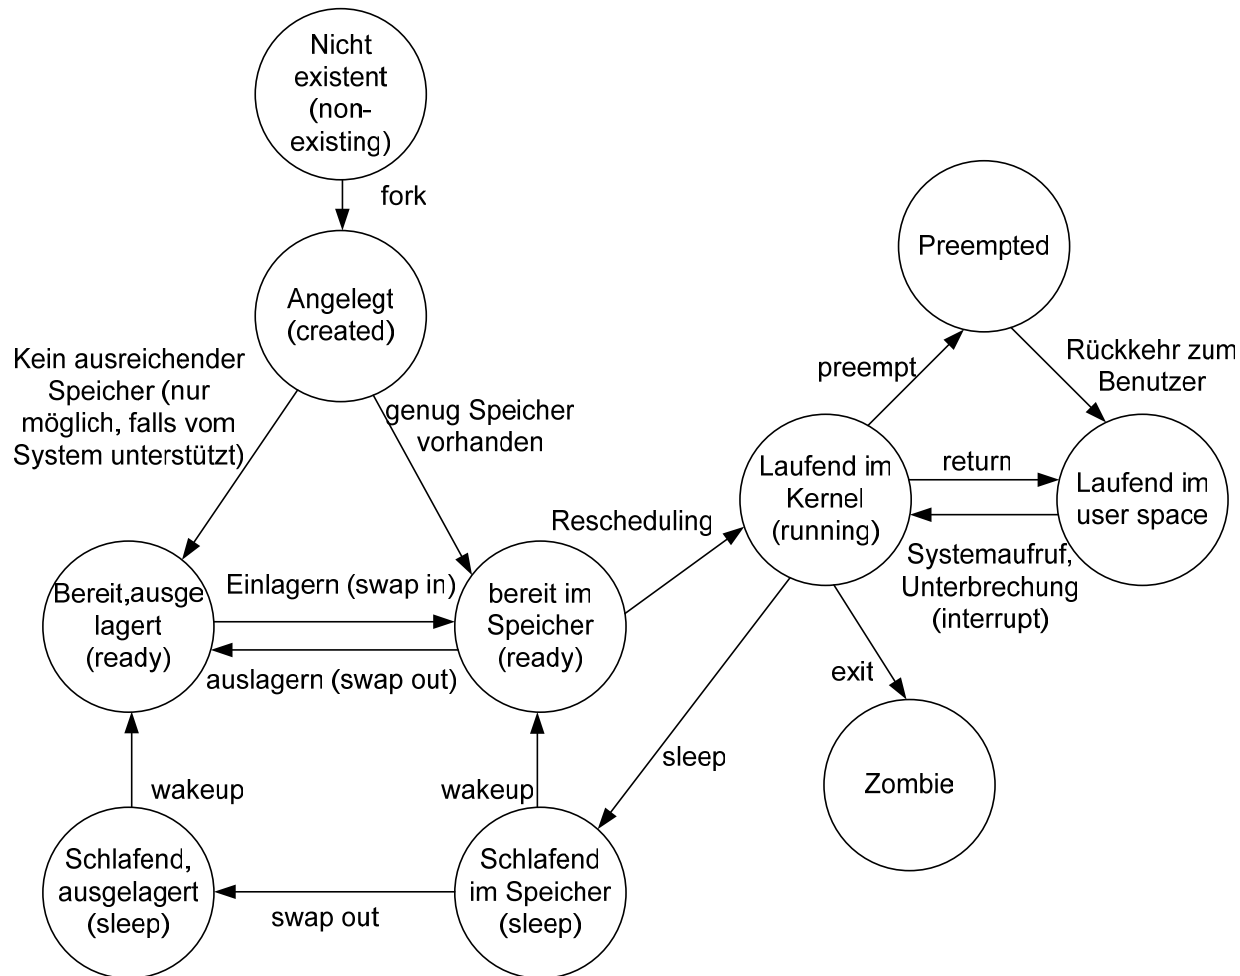 Nicht
existent
(non-
existing)
fork
Angelegt
(created)
Kein ausreichender
Speicher (nur
möglich, falls vom
System unterstützt)
genug Speicher
vorhanden
Preempted
preempt
Rückkehr zum
Benutzer
Laufend im
Kernel
(running)
return
Laufend im
user space
Systemaufruf,
Unterbrechung
(interrupt)
Rescheduling
Bereit,ausge
lagert
(ready)
Einlagern (swap in)
auslagern (swap out)
bereit im
Speicher
(ready)
exit
Zombie
sleep
wakeup
wakeup
Schlafend,
ausgelagert
(sleep)
swap out
Schlafend
im Speicher
(sleep)